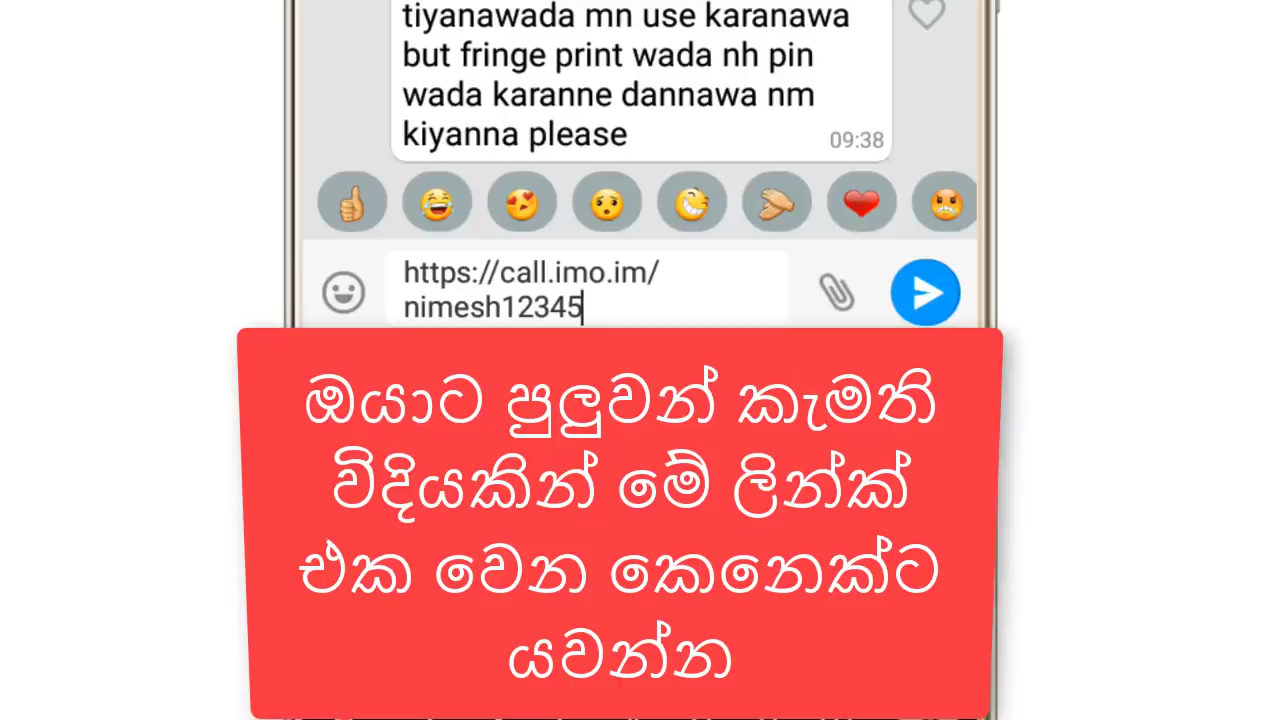 tiyanawada mn use karanawa
but fringe print wada nh pin
wada karanne dannawa nm
kiyanna please
09:38
https://call.imo.im/
nimesh12345
ඔයාට පුලුවන් කැමති
විදියකින් මේ ලින්ක්
එක වෙන කෙනෙක්ට
යවන්න